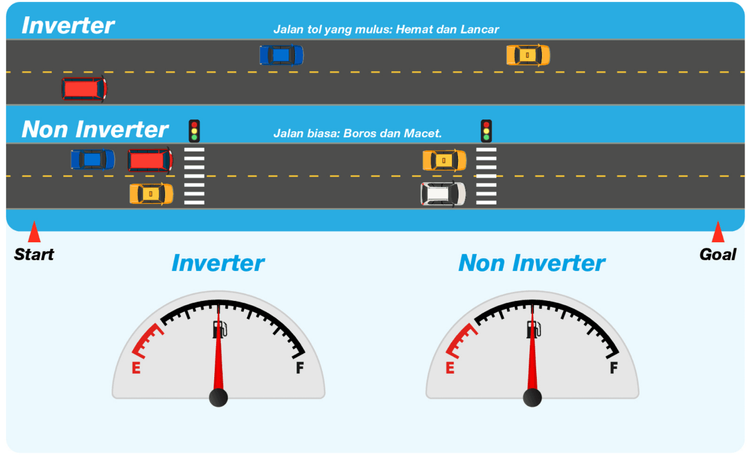 Inverter
Jalan tol yang mulus: Hemat dan Lancar
Non Inverter
Jalan biasa: Boros dan Macet.
Start
Goal
Inverter
Non Inverter
E
F
E
F